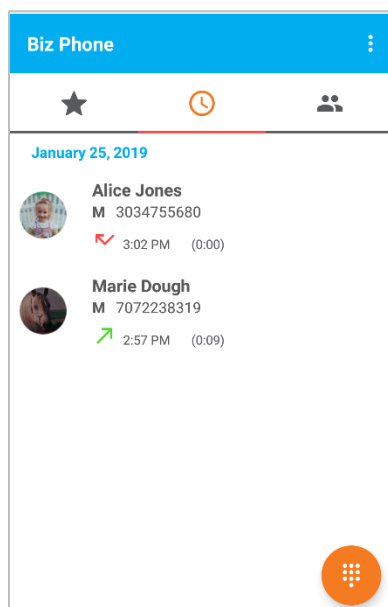 Biz Phone
January 25, 2019
Alice Jones
M 3034755680
3:02 PM (0:00)
Marie Dough
M 7072238319
2:57 PM (0:09)